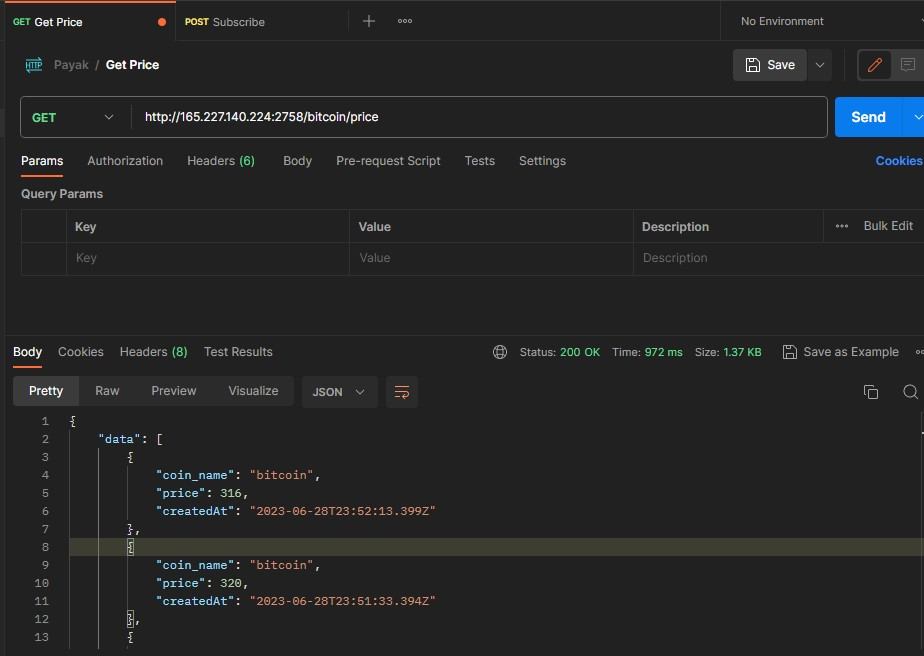 GET Get Price POST Subscribe No Environment
HTTP Payak / Get Price Save
GET http://165.227.140.224:2758/bitcoin/price Send
Params Authorization Headers (6) Body Pre-request Script Tests Settings Cookies
Query Params
Key Value Description Bulk Edit
Key Value Description
Body Cookies Headers (8) Test Results Status: 200 OK Time: 972 ms Size: 1.37 KB Save as Example
Pretty Raw Preview Visualize JSON
1 {
2 "data": [
3 {
4 "coin_name": "bitcoin",
5 "price": 316,
6 "createdAt": "2023-06-28T23:52:13.399Z"
7 },
8 {
9 "coin_name": "bitcoin",
10 "price": 320,
11 "createdAt": "2023-06-28T23:51:33.394Z"
12 },
13 {